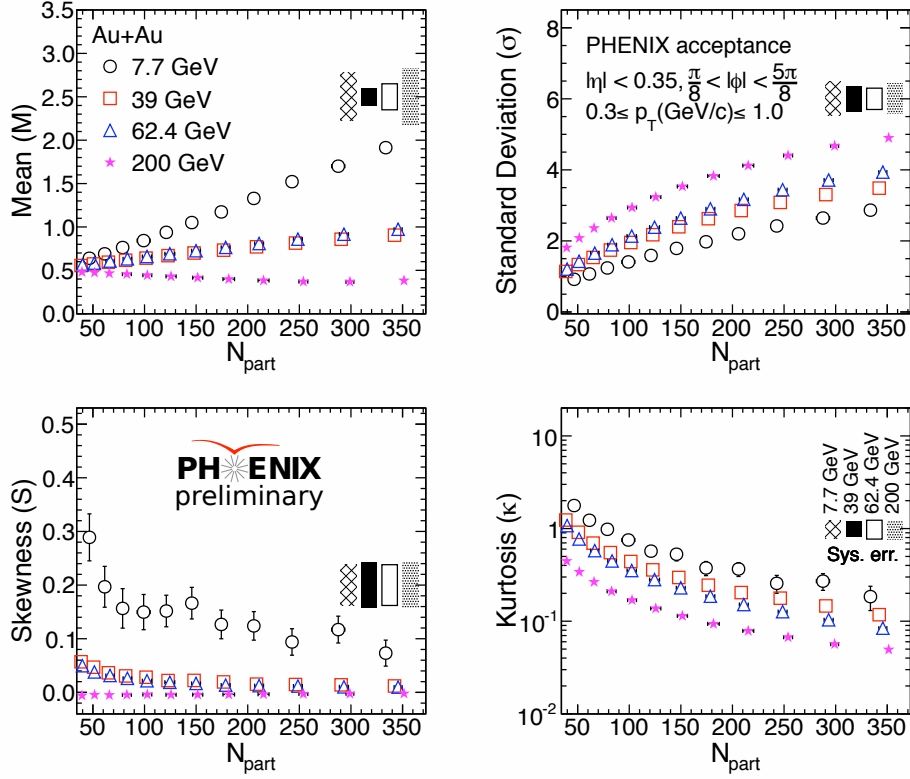 Au+Au
7.7 GeV
39 GeV
62.4 GeV
200 GeV
Mean (M)
3.5
3.0
2.5
2.0
1.5
1.0
0.5
0.0
50 100 150 200 250 300 350
N_part
PHENIX acceptance
|η| < 0.35, π/8 < |ϕ| < 5π/8
0.3≤ p_T(GeV/c)≤ 1.0
Standard Deviation (σ)
8
6
4
2
0
50 100 150 200 250 300 350
N_part
PHENIX
preliminary
Skewness (S)
0.5
0.4
0.3
0.2
0.1
0.0
50 100 150 200 250 300 350
N_part
7.7 GeV
39 GeV
62.4 GeV
200 GeV
Sys. err.
Kurtosis (κ)
10
1
10^-1
10^-2
50 100 150 200 250 300 350
N_part